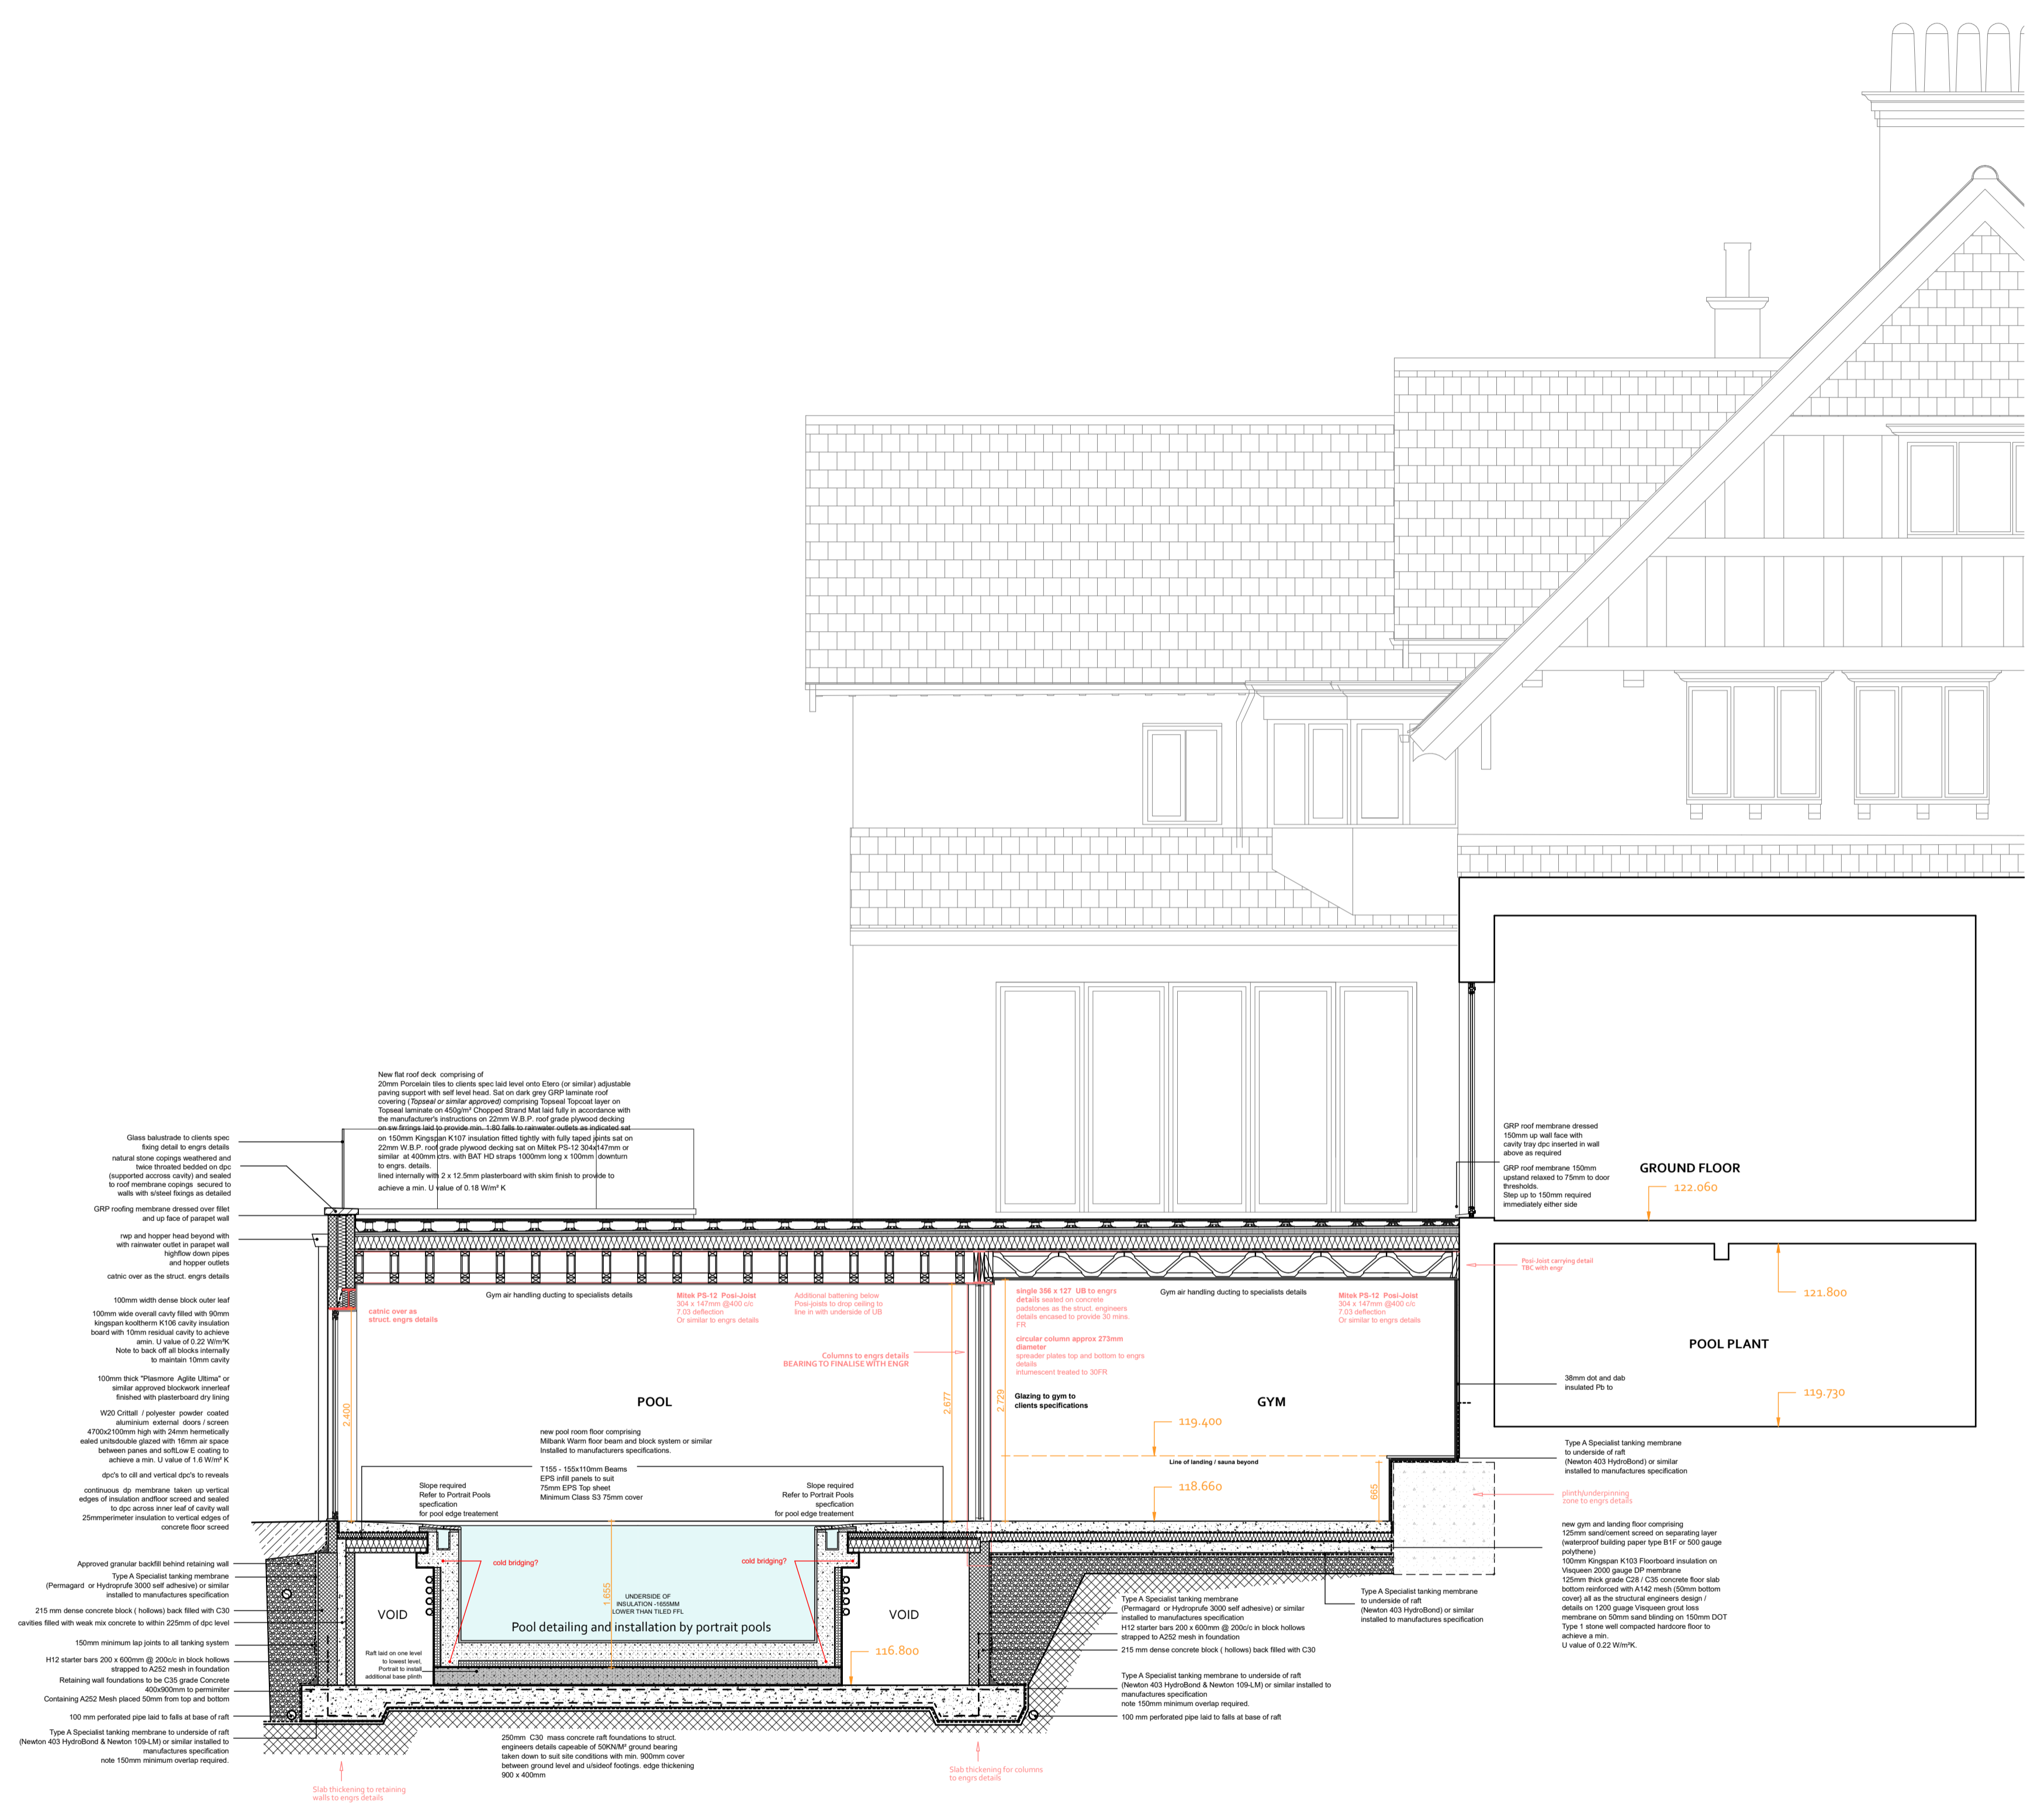 New flat roof deck comprising of
20mm Porcelain tiles to clients spec laid level onto Etero (or similar) adjustable
paving support with self level head. Sat on dark grey GRP laminate roof
covering (Topseal or similar approved) comprising Topseal Topcoat layer on
Topseal laminate on 450g/m² Chopped Strand Mat laid fully in accordance with
the manufacturer's instructions on 22mm W.B.P. roof grade plywood decking
on sw firrings laid to provide min. 1:80 falls to rainwater outlets as indicated sat
on 150mm Kingspan K107 insulation fitted tightly with fully taped joints sat on
22mm W.B.P. roof grade plywood decking sat on Mitek PS-12 304x147mm or
similar at 400mm ctrs. with BAT HD straps 1000mm long x 100mm downturn
to engrs. details.
lined internally with 2 x 12.5mm plasterboard with skim finish to provide to
achieve a min. U value of 0.18 W/m² K
Glass balustrade to clients spec
fixing detail to engrs details
natural stone copings weathered and
twice throated bedded on dpc
(supported accross cavity) and sealed
to roof membrane copings secured to
walls with s/steel fixings as detailed
GRP roofing membrane dressed over fillet
and up face of parapet wall
rwp and hopper head beyond with
with rainwater outlet in parapet wall
highflow down pipes
and hopper outlets
catnic over as the struct. engrs details
100mm width dense block outer leaf
100mm wide overall cavty filled with 90mm
kingspan kooltherm K106 cavity insulation
board with 10mm residual cavity to achieve
amin. U value of 0.22 W/m²K
Note to back off all blocks internally
to maintain 10mm cavity
100mm thick "Plasmore Aglite Ultima" or
similar approved blockwork innerleaf
finished with plasterboard dry lining
W20 Crittall / polyester powder coated
aluminium external doors / screen
4700x2100mm high with 24mm hermetically
ealed unitsdouble glazed with 16mm air space
between panes and softLow E coating to
achieve a min. U value of 1.6 W/m² K
dpc's to cill and vertical dpc's to reveals
continuous dp membrane taken up vertical
edges of insulation andfloor screed and sealed
to dpc across inner leaf of cavity wall
25mmperimeter insulation to vertical edges of
concrete floor screed
Approved granular backfill behind retaining wall
Type A Specialist tanking membrane
(Permagard or Hydroprufe 3000 self adhesive) or similar
installed to manufactures specification
215 mm dense concrete block ( hollows) back filled with C30
cavities filled with weak mix concrete to within 225mm of dpc level
150mm minimum lap joints to all tanking system
H12 starter bars 200 x 600mm @ 200c/c in block hollows
strapped to A252 mesh in foundation
Retaining wall foundations to be C35 grade Concrete
400x900mm to permimiter
Containing A252 Mesh placed 50mm from top and bottom
100 mm perforated pipe laid to falls at base of raft
Type A Specialist tanking membrane to underside of raft
(Newton 403 HydroBond & Newton 109-LM) or similar installed to
manufactures specification
note 150mm minimum overlap required.
Slab thickening to retaining
walls to engrs details
Gym air handling ducting to specialists details
catnic over as
struct. engrs details
Mitek PS-12 Posi-Joist
304 x 147mm @400 c/c
7.03 deflection
Or similar to engrs details
Additional battening below
Posi-joists to drop ceiling to
line in with underside of UB
Columns to engrs details
BEARING TO FINALISE WITH ENGR
2.400
2.677
2.729
POOL
new pool room floor comprising
Milbank Warm floor beam and block system or similar
Installed to manufacturers specifications.
T155 - 155x110mm Beams
EPS infill panels to suit
75mm EPS Top sheet
Minimum Class S3 75mm cover
Slope required
Refer to Portrait Pools
specfication
for pool edge treatement
Slope required
Refer to Portrait Pools
specfication
for pool edge treatement
cold bridging?
cold bridging?
1.655
UNDERSIDE OF
INSULATION -1655MM
LOWER THAN TILED FFL
Pool detailing and installation by portrait pools
VOID
VOID
Raft laid on one level
to lowest level,
Portrait to install
additional base plinth
116.800
250mm C30 mass concrete raft foundations to struct.
engineers details capeable of 50KN/M² ground bearing
taken down to suit site conditions with min. 900mm cover
between ground level and u/sideof footings. edge thickening
900 x 400mm
Slab thickening for columns
to engrs details
single 356 x 127 UB to engrs
details seated on concrete
padstones as the struct. engineers
details encased to provide 30 mins.
FR.
circular column approx 273mm
diameter
spreader plates top and bottom to engrs
details
intumescent treated to 30FR
Glazing to gym to
clients specifications
Gym air handling ducting to specialists details
Mitek PS-12 Posi-Joist
304 x 147mm @400 c/c
7.03 deflection
Or similar to engrs details
GYM
119.400
Line of landing / sauna beyond
118.660
665
GRP roof membrane dressed
150mm up wall face with
cavity tray dpc inserted in wall
above as required
GRP roof membrane 150mm
upstand relaxed to 75mm to door
thresholds.
Step up to 150mm required
immediately either side
GROUND FLOOR
122.060
Posi-Joist carrying detail
TBC with engr
121.800
POOL PLANT
119.730
38mm dot and dab
insulated Pb to
Type A Specialist tanking membrane
to underside of raft
(Newton 403 HydroBond) or similar
installed to manufactures specification
plinth/underpinning
zone to engrs details
new gym and landing floor comprising
125mm sand/cement screed on separating layer
(waterproof building paper type B1F or 500 gauge
polythene)
100mm Kingspan K103 Floorboard insulation on
Visqueen 2000 gauge DP membrane
125mm thick grade C28 / C35 concrete floor slab
bottom reinforced with A142 mesh (50mm bottom
cover) all as the structural engineers design /
details on 1200 guage Visqueen grout loss
membrane on 50mm sand blinding on 150mm DOT
Type 1 stone well compacted hardcore floor to
achieve a min.
U value of 0.22 W/m²K.
Type A Specialist tanking membrane
to underside of raft
(Newton 403 HydroBond) or similar
installed to manufactures specification
Type A Specialist tanking membrane
(Permagard or Hydroprufe 3000 self adhesive) or similar
installed to manufactures specification
H12 starter bars 200 x 600mm @ 200c/c in block hollows
strapped to A252 mesh in foundation
215 mm dense concrete block ( hollows) back filled with C30
Type A Specialist tanking membrane to underside of raft
(Newton 403 HydroBond & Newton 109-LM) or similar installed to
manufactures specification
note 150mm minimum overlap required.
100 mm perforated pipe laid to falls at base of raft